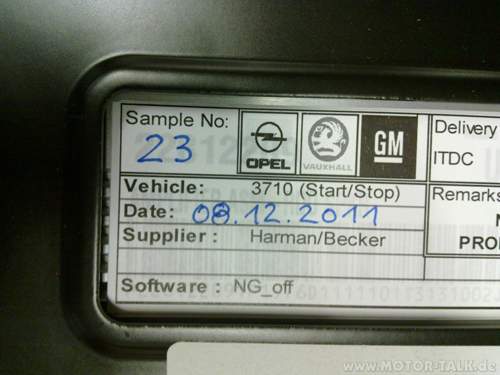 Sample No:
23
OPEL
VAUXHALL
GM
Delivery
ITDC
Vehicle: 3710 (Start/Stop)
Date: 08.12.2011
Supplier : Harman/Becker
Software : NG_off
Remarks
PRO
www.MOTOR-TALK.de